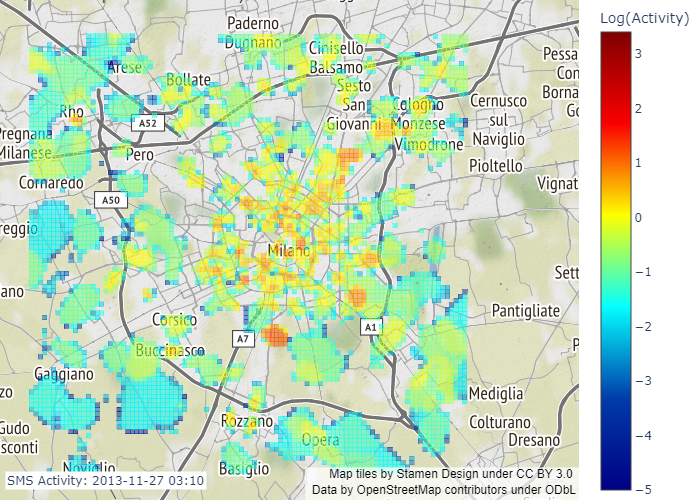 Log(Activity)
3
2
1
0
−1
−2
−3
−4
−5
Paderno
Dugnano
Cinisello
Balsamo
Arese
Bollate
Sesto
San
Giovanni
Cologno
Monzese
Cernusco
sul
Naviglio
Pessa
Con
Borna
Go
Rho
A52
Pregnana
Milanese
Pero
Vimodrone
Pioltello
Cornaredo
Vignat
A50
reggio
Milano
Sett
ano
Pantigliate
Corsico
A7
A1
P
Buccinasco
Gaggiano
zzo
Mediglia
Rozzano
Colturano
Dresano
Gudo
sconti
Opera
Noviglio
Basiglio
SMS Activity: 2013-11-27 03:10
Map tiles by Stamen Design under CC BY 3.0
Data by OpenStreetMap contributors under ODbL